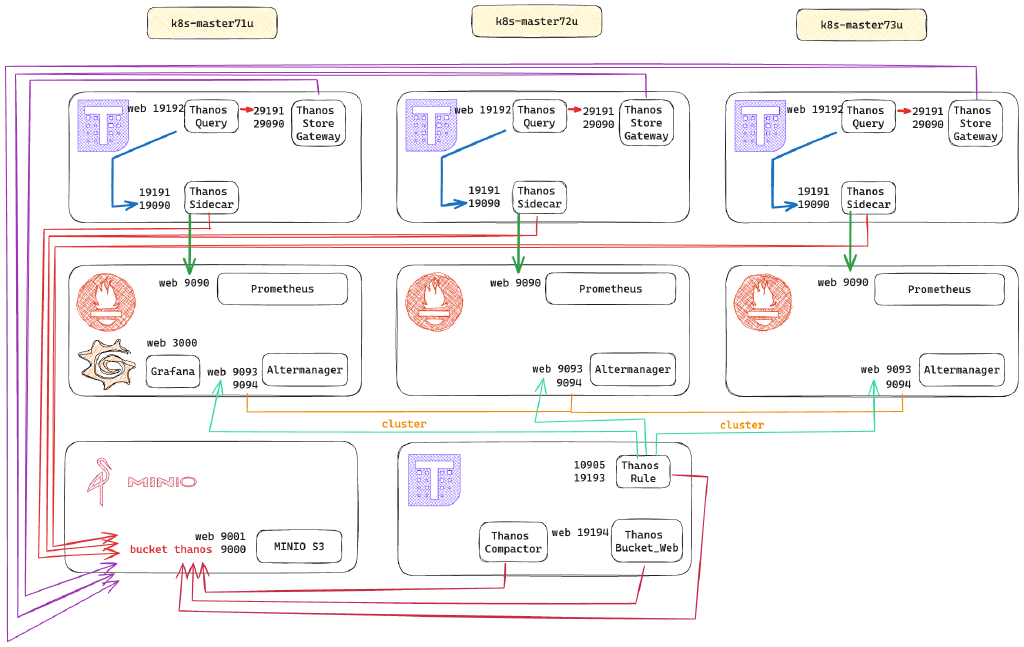 k8s-master71u
k8s-master72u
k8s-master73u
web 19192
Thanos
Query
29191
29090
Thanos
Store
Gateway
19191
19090
Thanos
Sidecar
web 19192
Thanos
Query
29191
29090
Thanos
Store
Gateway
19191
19090
Thanos
Sidecar
web 19192
Thanos
Query
29191
29090
Thanos
Store
Gateway
19191
19090
Thanos
Sidecar
web 9090
Prometheus
web 3000
Grafana
web 9093
9094
Altermanager
web 9090
Prometheus
web 9093
9094
Altermanager
web 9090
Prometheus
web 9093
9094
Altermanager
cluster
cluster
MINIO
web 9001
bucket thanos 9000
MINIO S3
10905
19193
Thanos
Rule
Thanos
Compactor
web 19194
Thanos
Bucket_Web